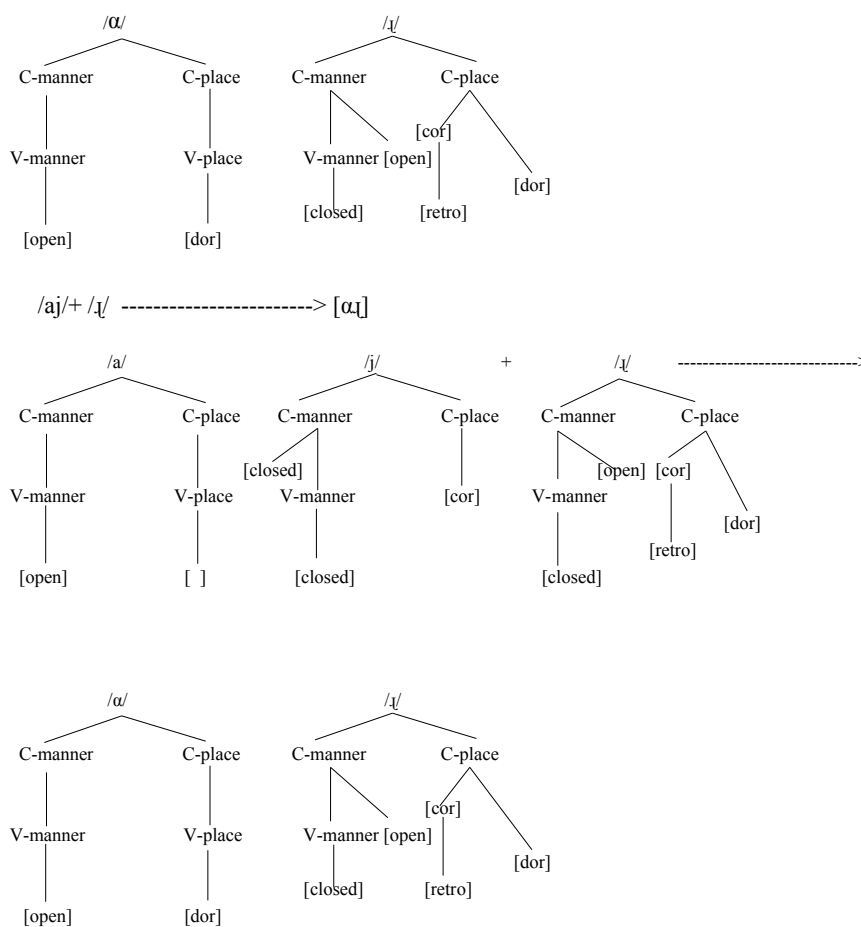 /ɑ/ /ɻ/
C-manner C-place C-manner C-place
[cor]
V-manner V-place V-manner [open]
[dor]
[closed] [retro]
[open] [dor]
/aj/+ /ɻ/ ------------------------> [ɑɻ]
/a/ /j/ + /ɻ/ ------------------------------>
C-manner C-place C-manner C-place C-manner C-place
[closed] [open] [cor]
V-manner V-place V-manner [cor] V-manner
[dor]
[retro]
[open] [ ] [closed] [closed]
/ɑ/ /ɻ/
C-manner C-place C-manner C-place
[cor]
V-manner V-place V-manner [open]
[dor]
[closed] [retro]
[open] [dor]